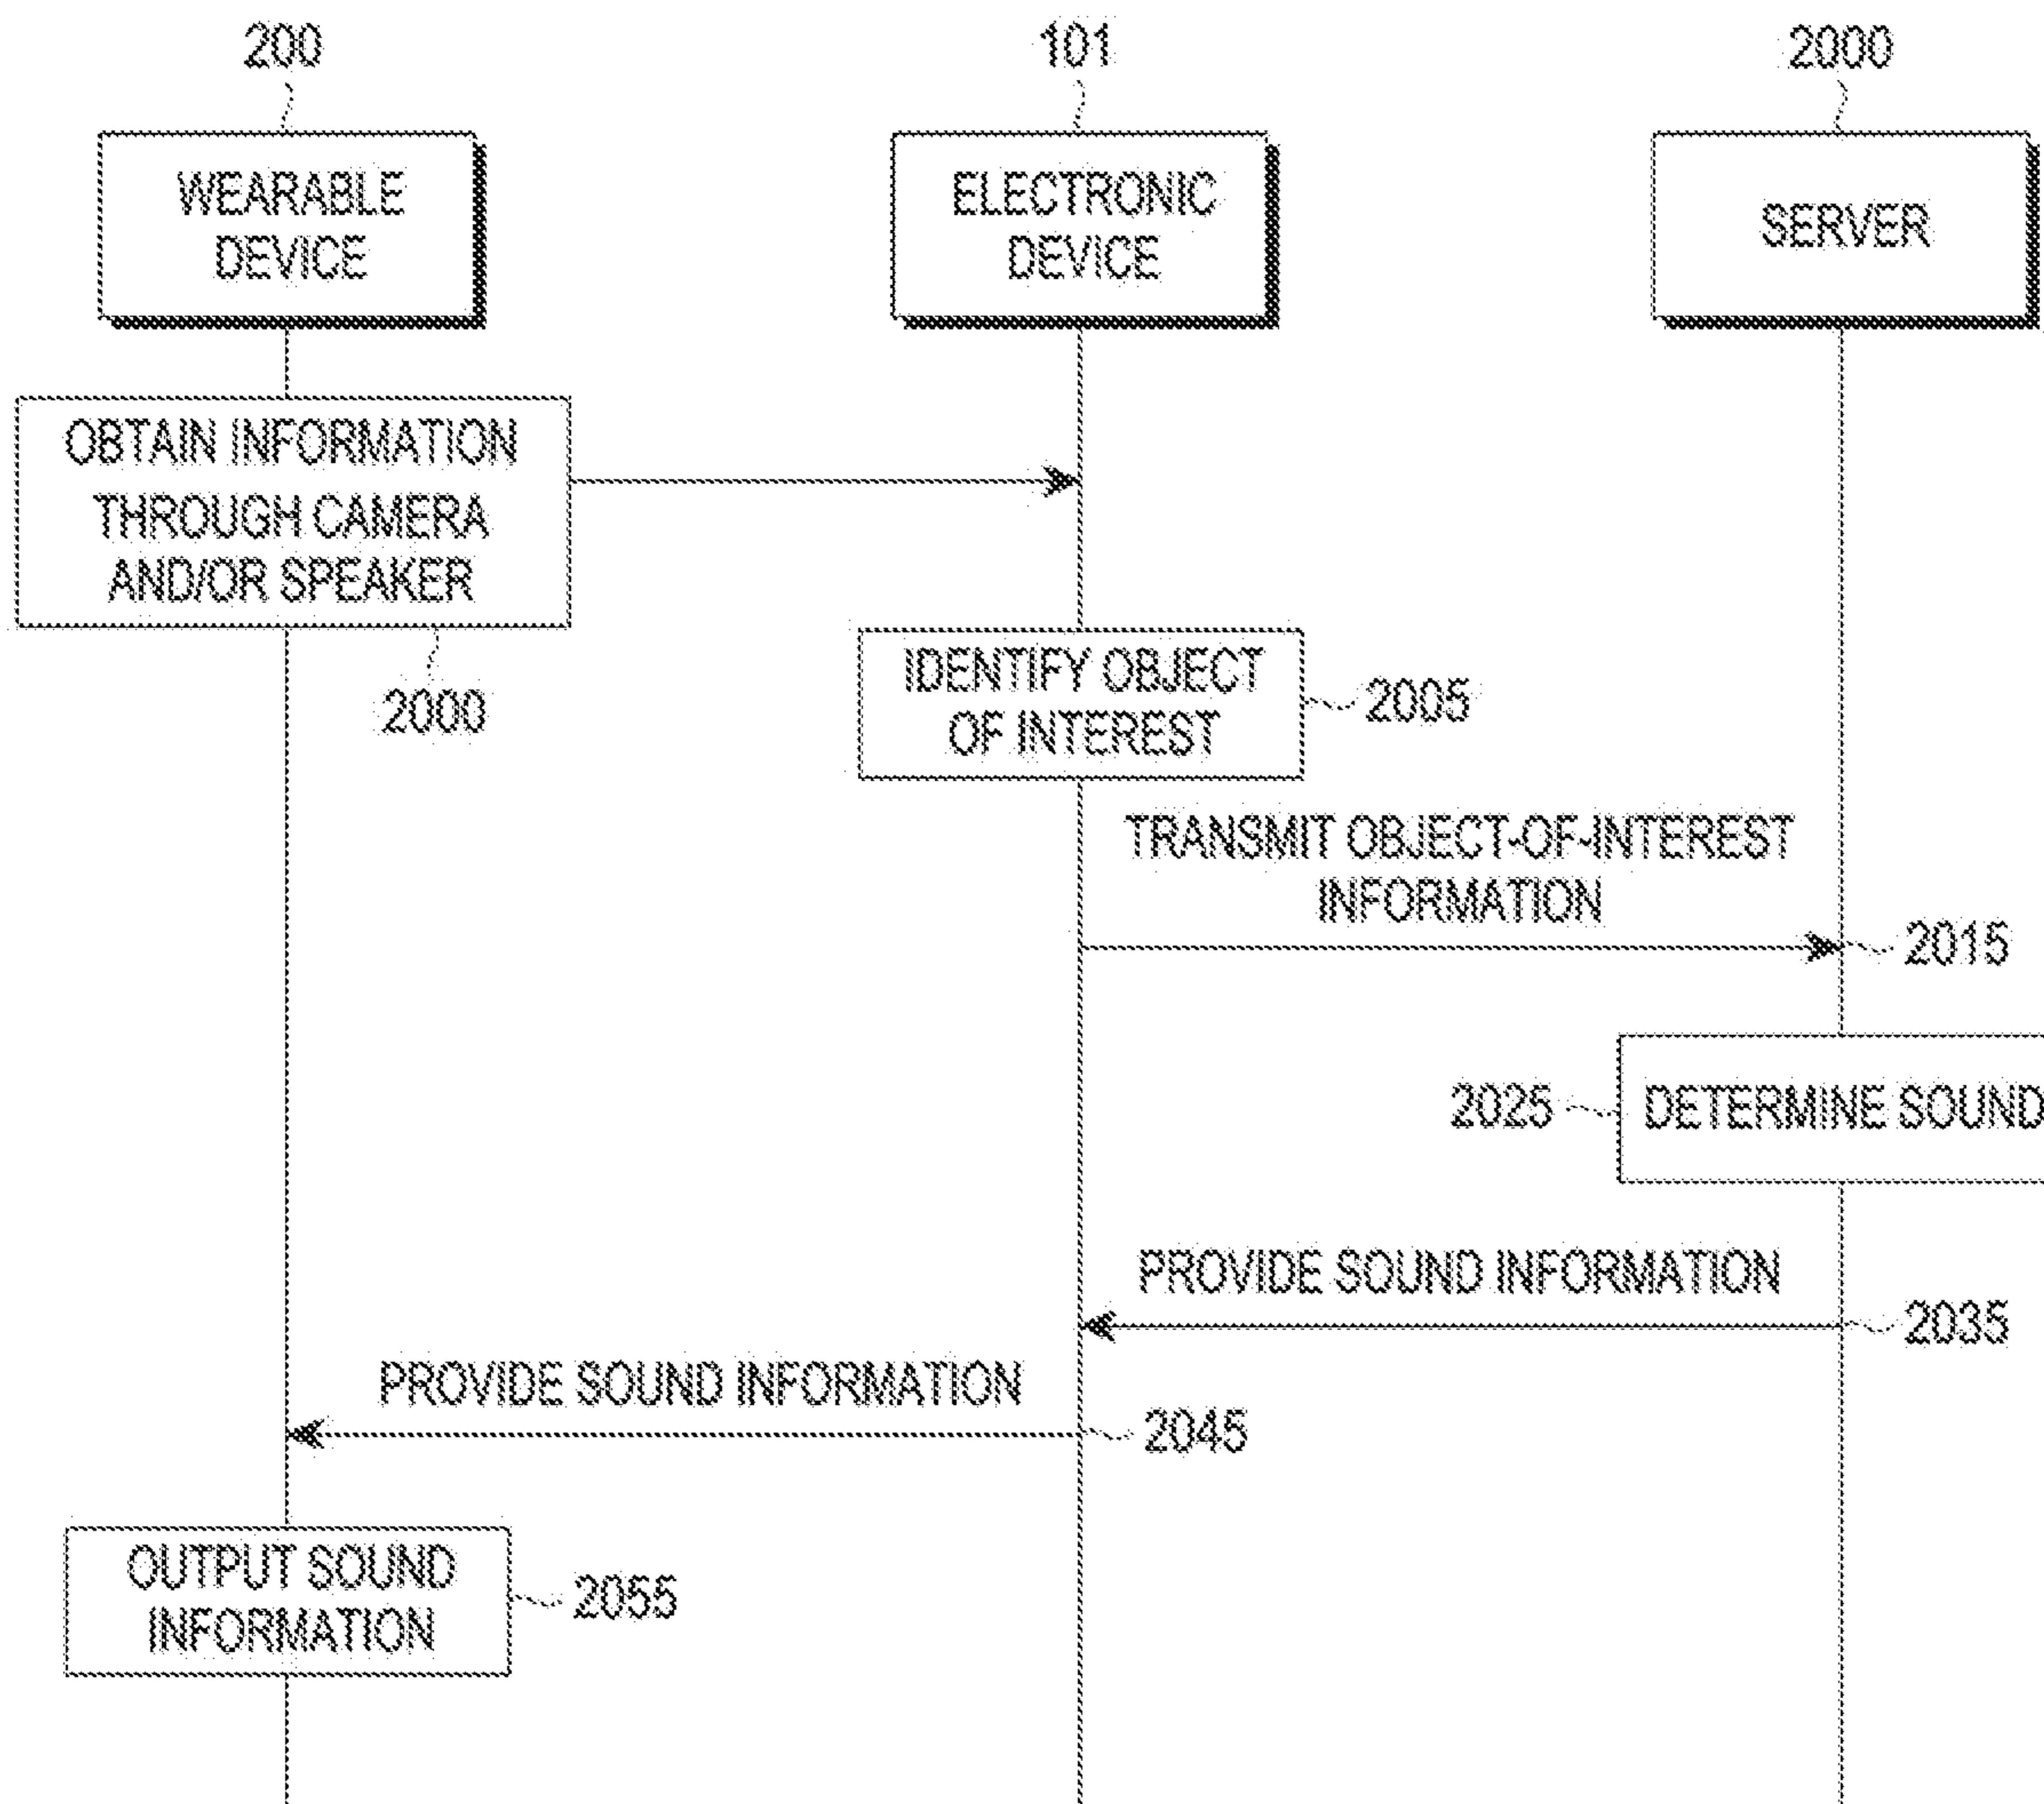 200
101
2000
WEARABLE
DEVICE
ELECTRONIC
DEVICE
SERVER
OBTAIN INFORMATION
THROUGH CAMERA
AND/OR SPEAKER
2000
IDENTIFY OBJECT
OF INTEREST
2005
TRANSMIT OBJECT-OF-INTEREST
INFORMATION
2015
2025
DETERMINE SOUND
PROVIDE SOUND INFORMATION
2035
PROVIDE SOUND INFORMATION
2045
OUTPUT SOUND
INFORMATION
2055